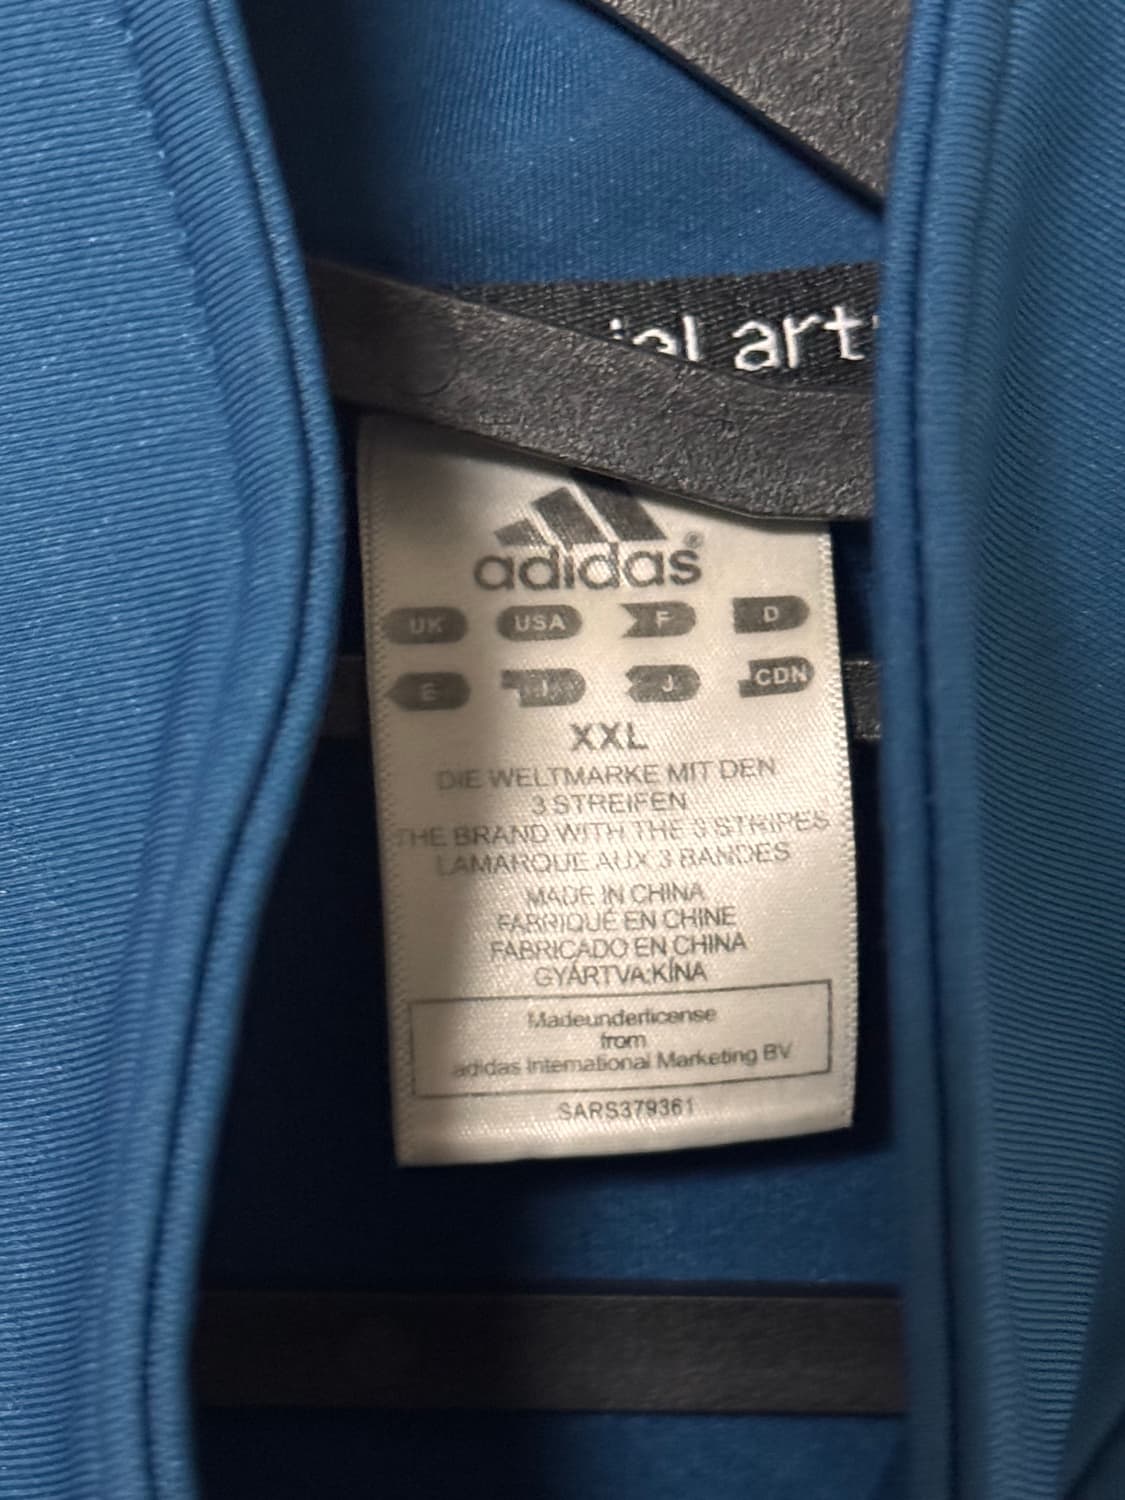 ial art
adidas®
UK USA F D
E I J CDN
XXL
DIE WELTMARKE MIT DEN
3 STREIFEN
THE BRAND WITH THE 3 STRIPES
LAMARQUE AUX 3 BANDES
MADE IN CHINA
FABRIQUÉ EN CHINE
FABRICADO EN CHINA
GYÁRTVA:KÍNA
Madeunderlicense
from
adidas International Marketing BV
SARS379361